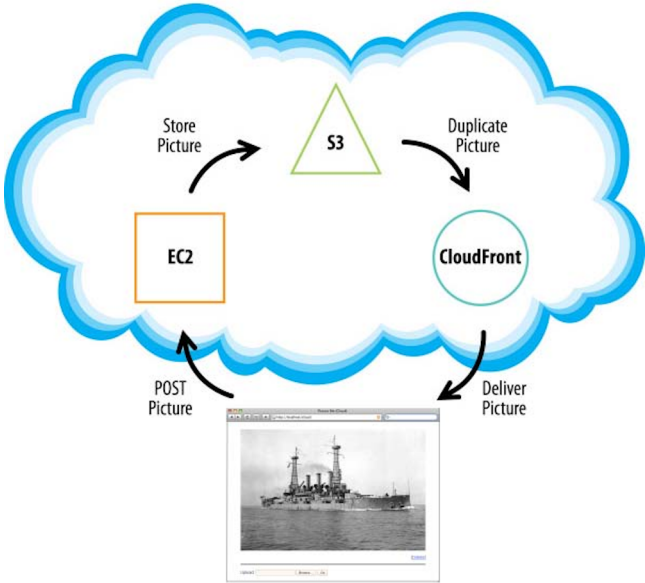 Store
Picture
S3
Duplicate
Picture
EC2
CloudFront
POST
Picture
Deliver
Picture